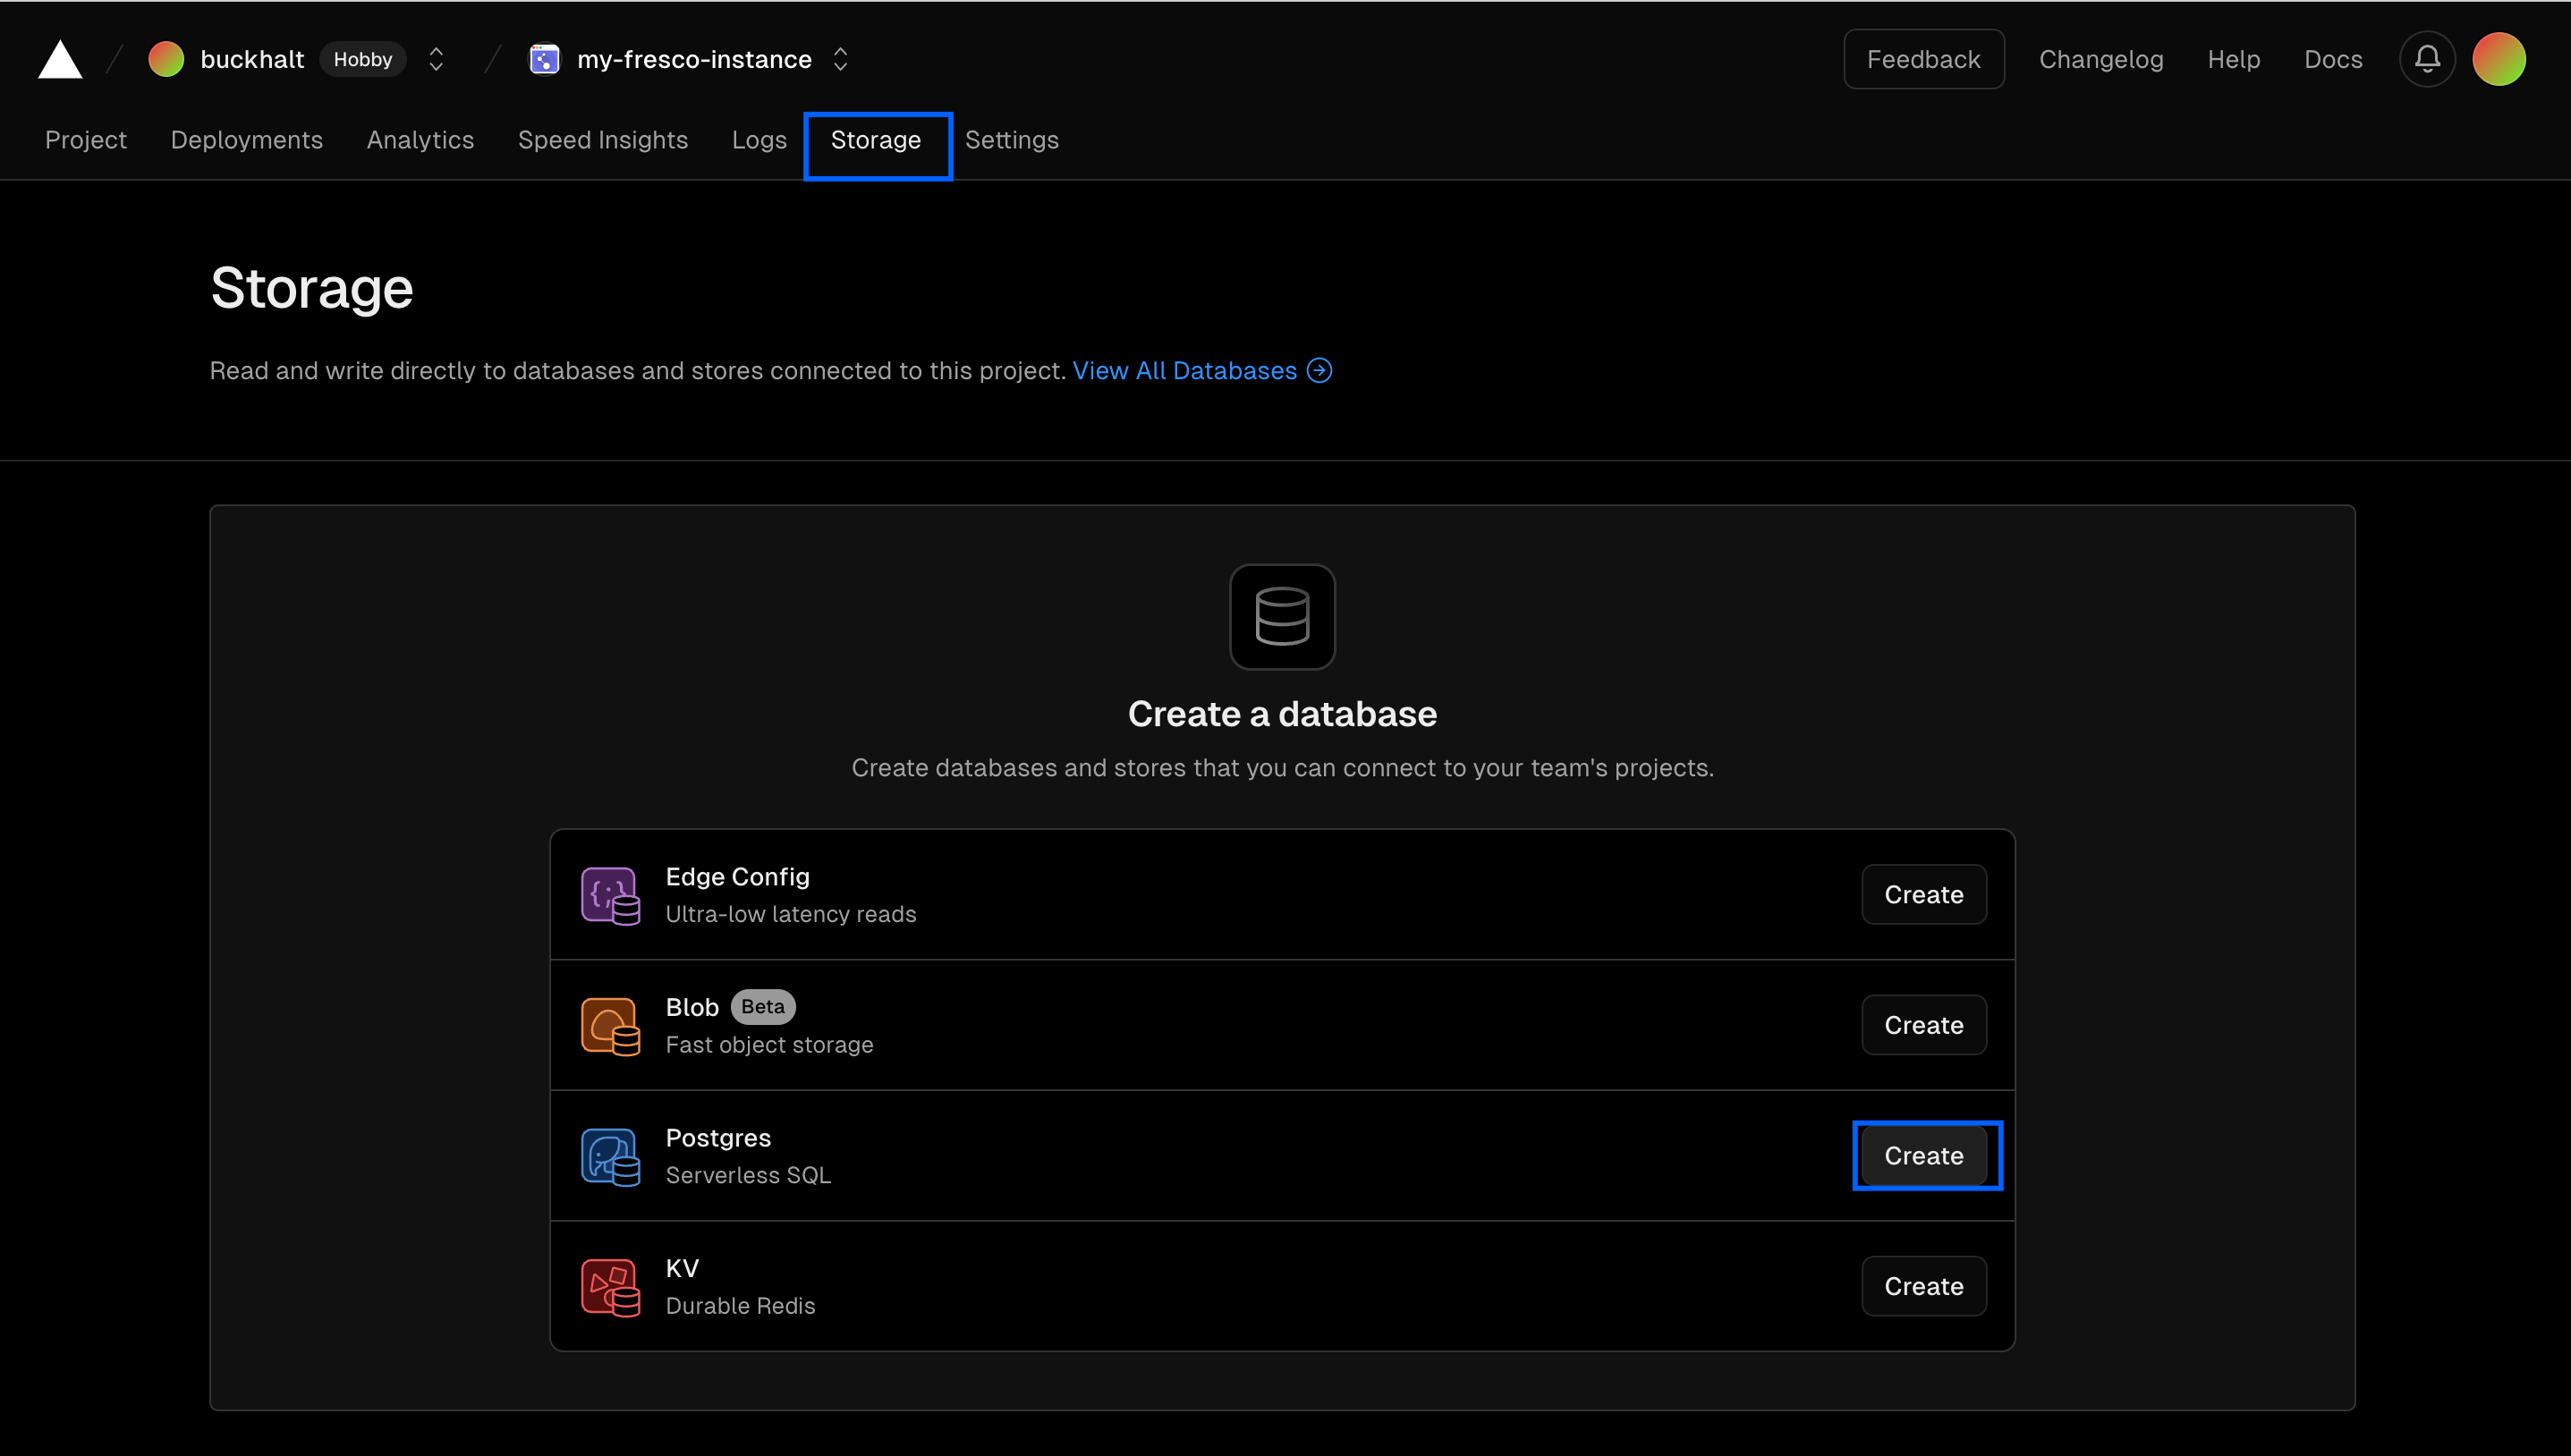 buckhalt Hobby my-fresco-instance Feedback Changelog Help Docs
Project Deployments Analytics Speed Insights Logs Storage Settings
Storage
Read and write directly to databases and stores connected to this project. View All Databases
Create a database
Create databases and stores that you can connect to your team's projects.
Edge Config
Ultra-low latency reads
Create
Blob Beta
Fast object storage
Create
Postgres
Serverless SQL
Create
KV
Durable Redis
Create